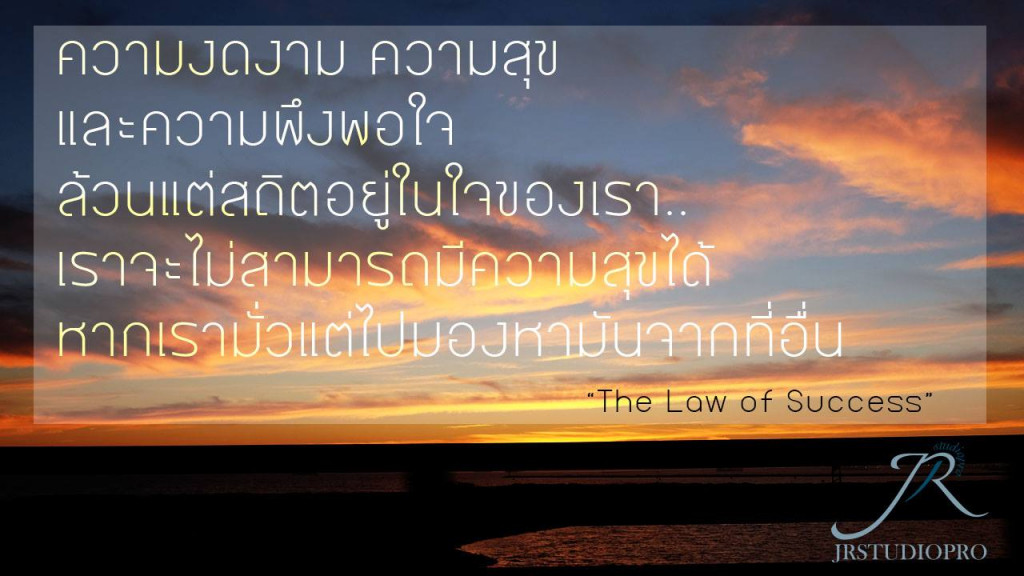 ความงดงาม ความสุข
และความพึงพอใจ
ล้วนแต่สถิตอยู่ในใจของเรา..
เราจะไม่สามารถมีความสุขได้
หากเรามั่วแต่ไปมองหามันจากที่อื่น
“The Law of Success”
studiopro
JR
JRSTUDIOPRO